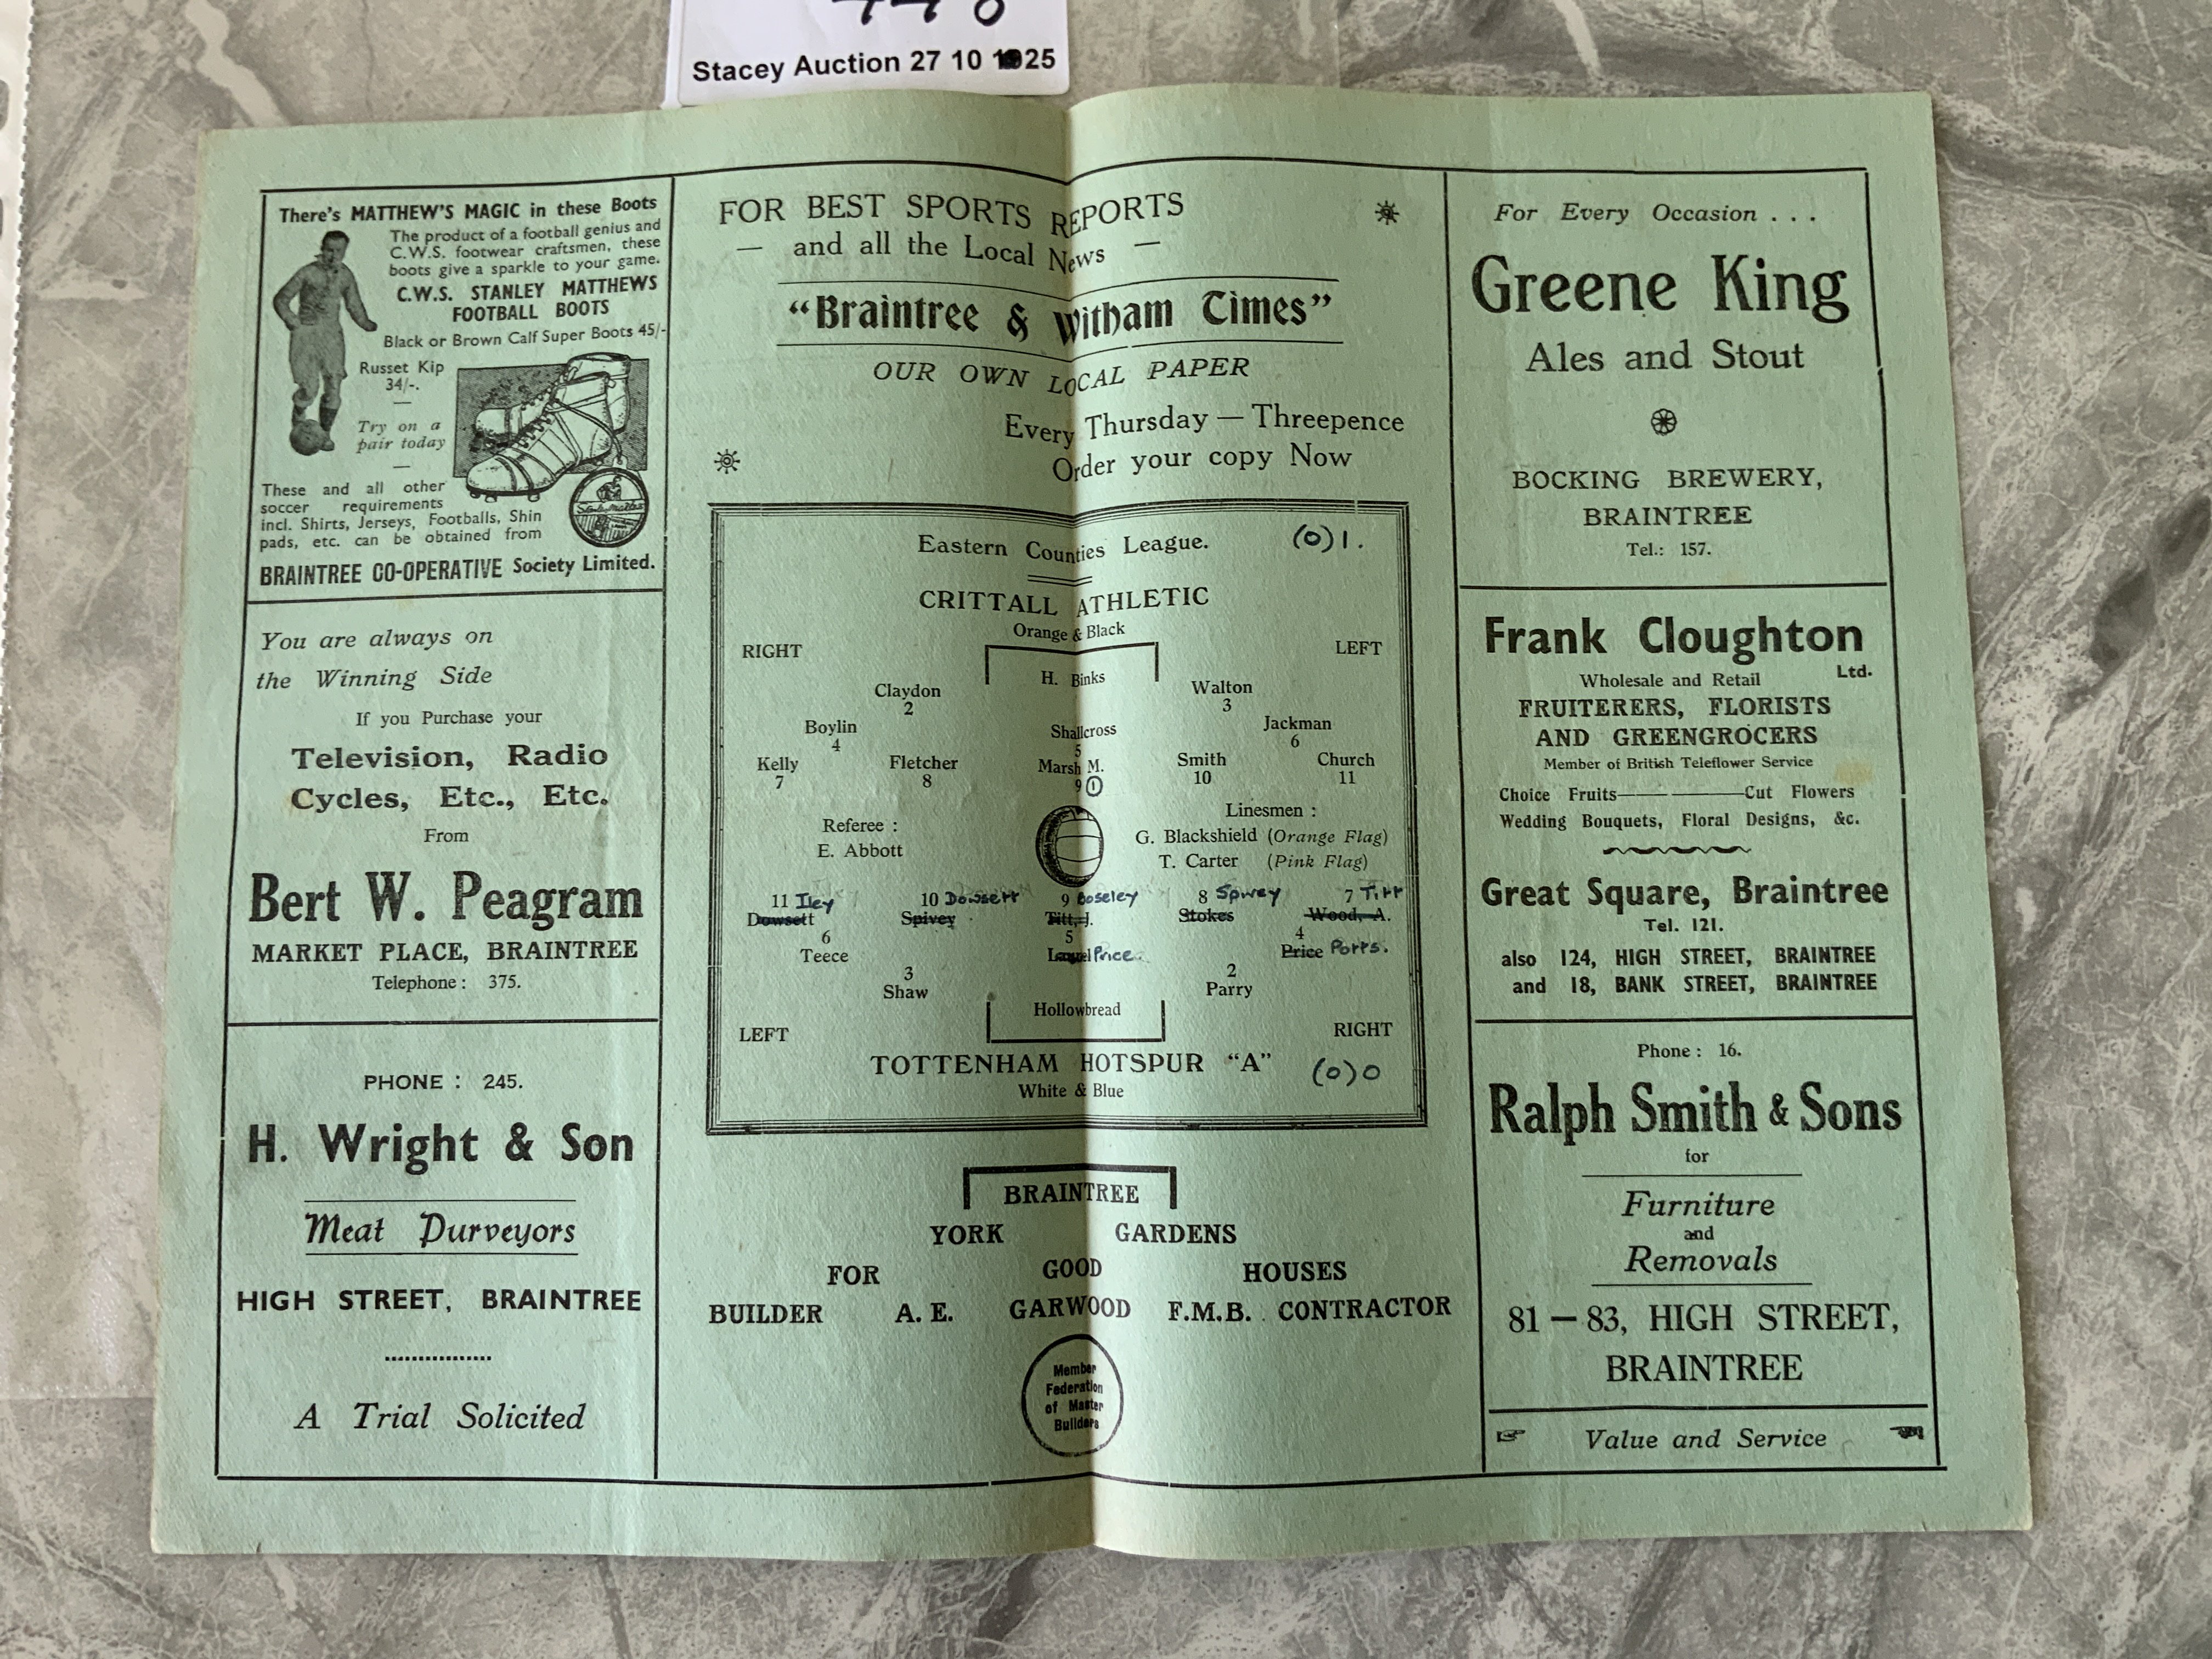 Stacey Auction 27 10 1925
There's MATTHEW'S MAGIC in these Boots
The product of a football genius and
C.W.S. footwear craftsmen, these
boots give a sparkle to your game.
C.W.S. STANLEY MATTHEWS
FOOTBALL BOOTS
Black or Brown Calf Super Boots 45/-
Russet Kip
34/-.
Try on a
pair today
These and all other
soccer requirements
incl. Shirts, Jerseys, Footballs, Shin
pads, etc. can be obtained from
BRAINTREE CO-OPERATIVE Society Limited.
You are always on
the Winning Side
If you Purchase your
Television, Radio
Cycles, Etc., Etc.
From
Bert W. Peagram
MARKET PLACE, BRAINTREE
Telephone: 375.
PHONE: 245.
H. Wright & Son
Meat Purveyors
HIGH STREET, BRAINTREE
A Trial Solicited
FOR BEST SPORTS REPORTS
— and all the Local News —
"Braintree & Witham Times"
OUR OWN LOCAL PAPER
Every Thursday — Threepence
Order your copy Now
Eastern Counties League. (0) 1.
CRITTALL ATHLETIC
Orange & Black
RIGHT LEFT
H. Binks
Claydon Walton
2 3
Boylin Shallcross Jackman
4 5 6
Kelly Fletcher Marsh M. Smith Church
7 8 9 (1) 10 11
Referee: Linesmen:
E. Abbott G. Blackshield (Orange Flag)
T. Carter (Pink Flag)
11 Iley 10 Dowsett 9 Boseley 8 Spivey 7 Titt
Dowsett Spivey Titt, J. Stokes Wood, A.
6 5 4
Teece Price Price Potts.
3 2
Shaw Parry
Hollowbread
LEFT RIGHT
TOTTENHAM HOTSPUR "A" (0) 0
White & Blue
BRAINTREE
YORK GARDENS
FOR GOOD HOUSES
BUILDER A. E. GARWOOD F.M.B. CONTRACTOR
Member
Federation
of Master
Builders
For Every Occasion . . .
Greene King
Ales and Stout
BOCKING BREWERY,
BRAINTREE
Tel.: 157.
Frank Cloughton
Ltd.
Wholesale and Retail
FRUITERERS, FLORISTS
AND GREENGROCERS
Member of British Teleflower Service
Choice Fruits—— ———Cut Flowers
Wedding Bouquets, Floral Designs, &c.
Great Square, Braintree
Tel. 121.
also 124, HIGH STREET, BRAINTREE
and 18, BANK STREET, BRAINTREE
Phone: 16.
Ralph Smith & Sons
for
Furniture
and
Removals
81 — 83, HIGH STREET,
BRAINTREE
Value and Service